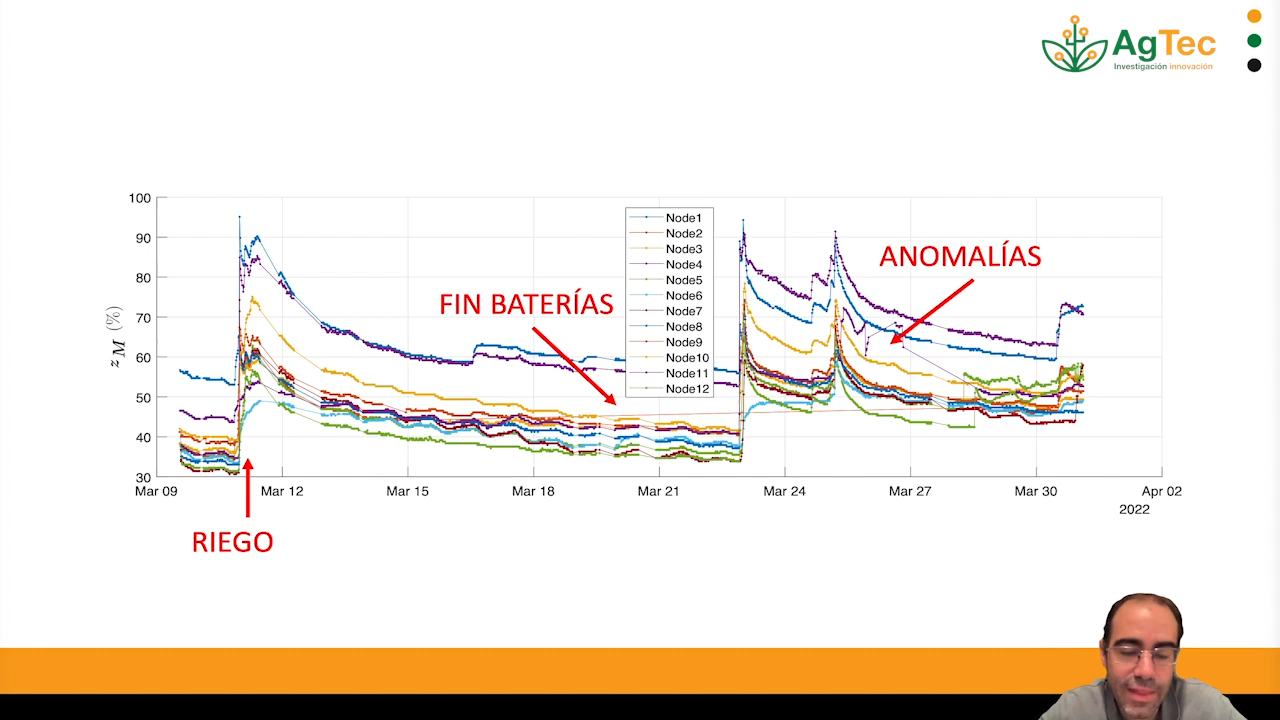 AgTec
Investigación innovación
100
90
80
70
60
50
40
30
z M (%)
Node1
Node2
Node3
Node4
Node5
Node6
Node7
Node8
Node9
Node10
Node11
Node12
FIN BATERÍAS
ANOMALÍAS
Mar 09
Mar 12
Mar 15
Mar 18
Mar 21
Mar 24
Mar 27
Mar 30
Apr 02
2022
RIEGO